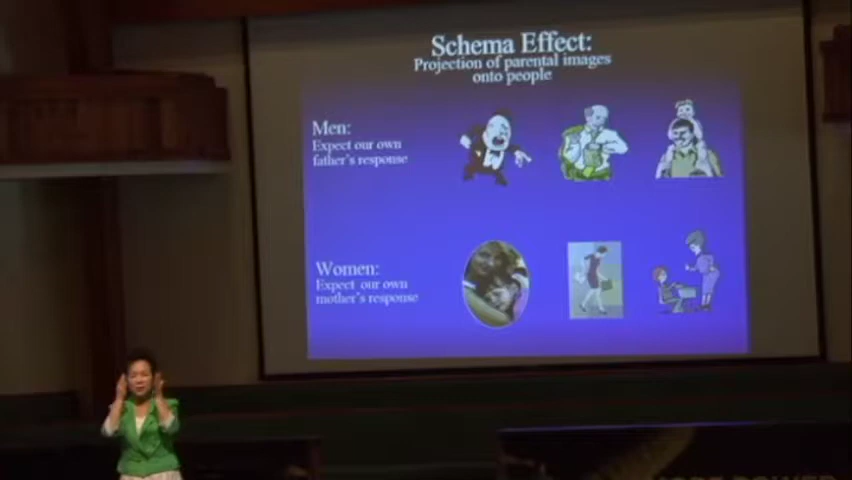 Schema Effect:
Projection of parental images
onto people
Men:
Expect our own
father's response
Women:
Expect our own
mother's response